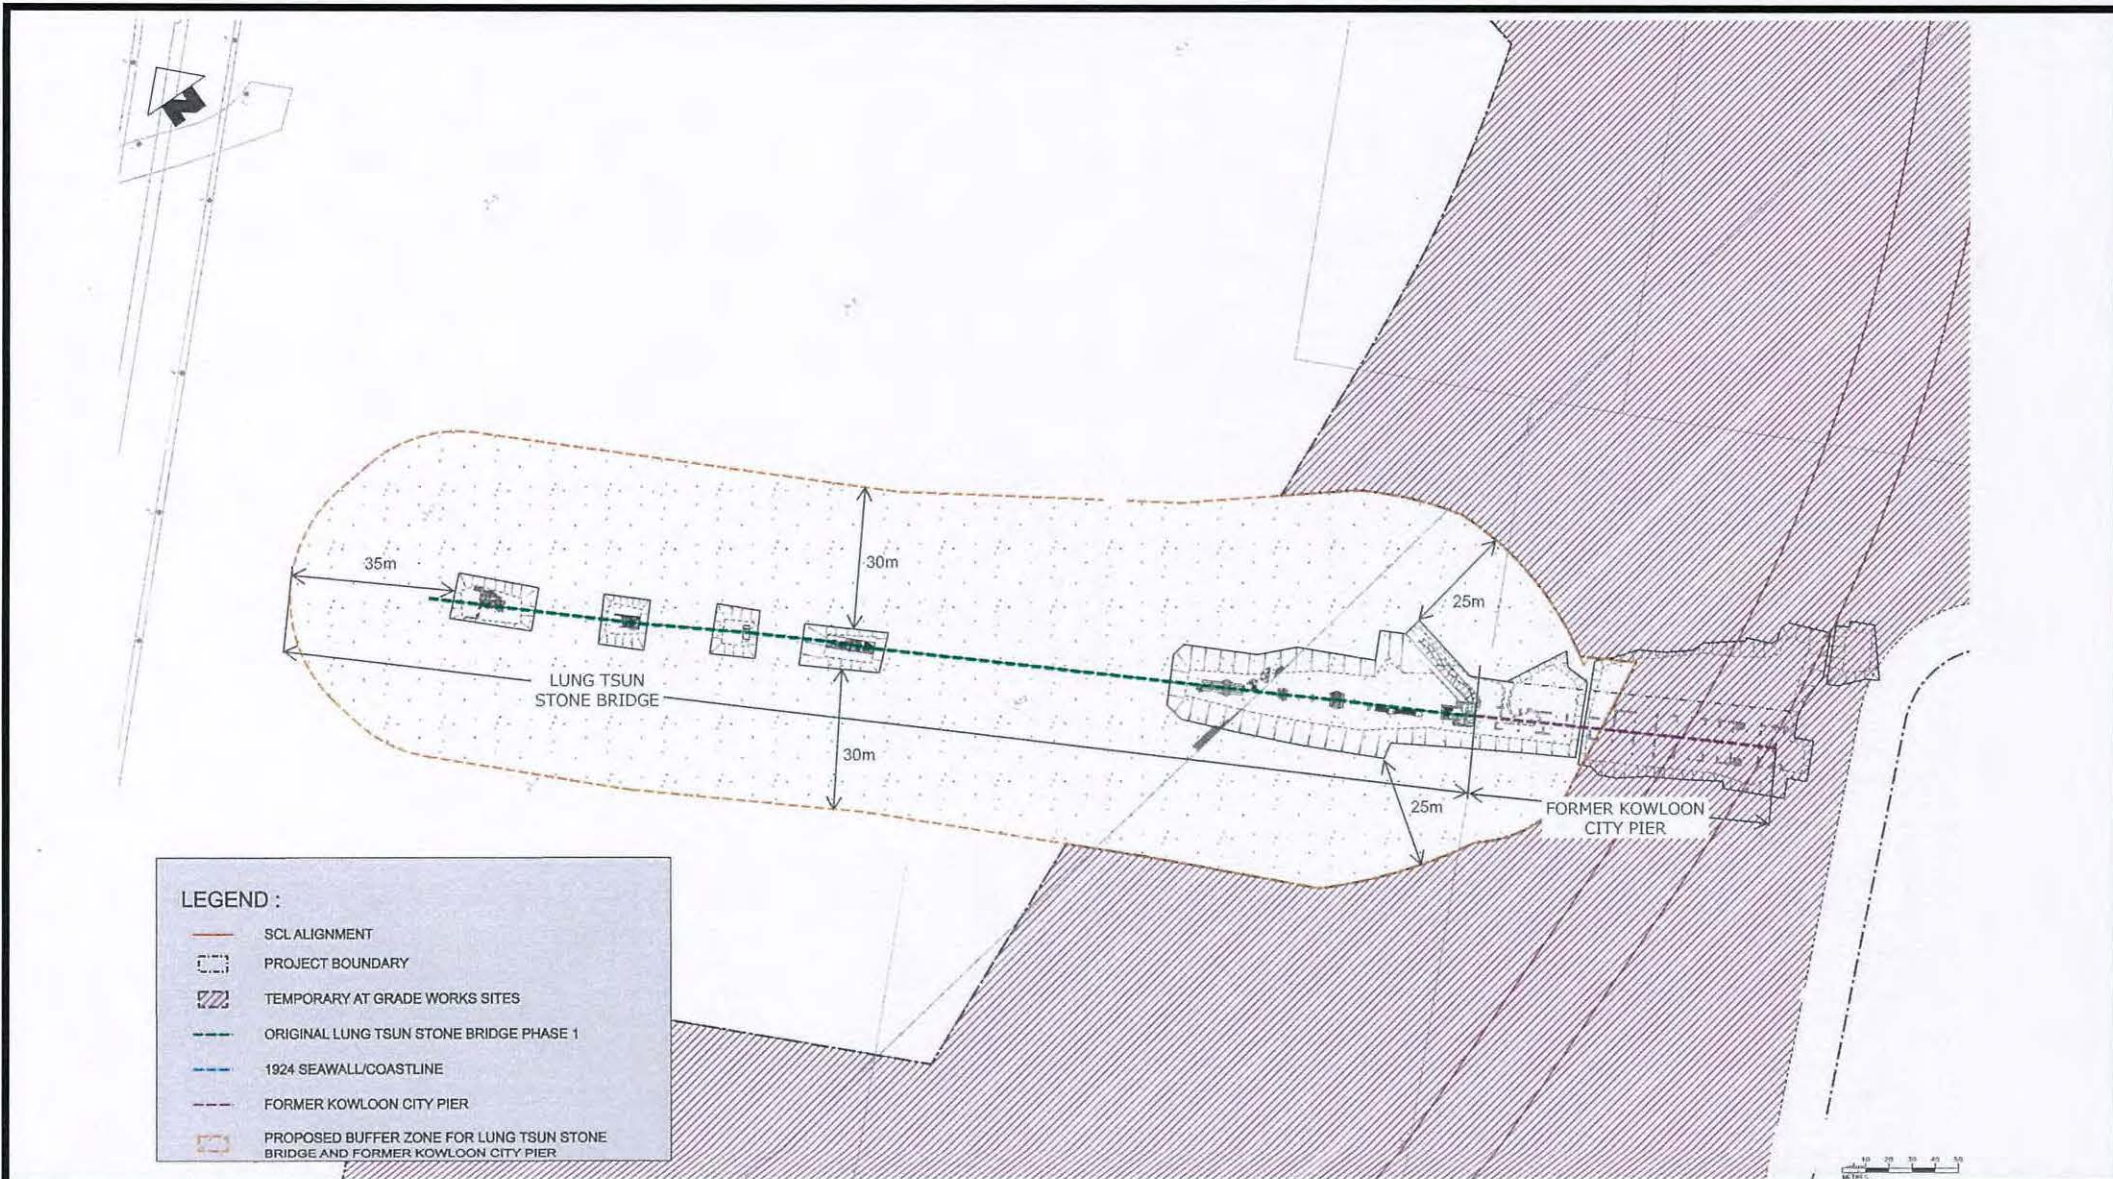 N
35m
30m
25m
LUNG TSUN
STONE BRIDGE
30m
25m
FORMER KOWLOON
CITY PIER
LEGEND :
SCL ALIGNMENT
PROJECT BOUNDARY
TEMPORARY AT GRADE WORKS SITES
ORIGINAL LUNG TSUN STONE BRIDGE PHASE 1
1924 SEAWALL/COASTLINE
FORMER KOWLOON CITY PIER
PROPOSED BUFFER ZONE FOR LUNG TSUN STONE
BRIDGE AND FORMER KOWLOON CITY PIER
METRES